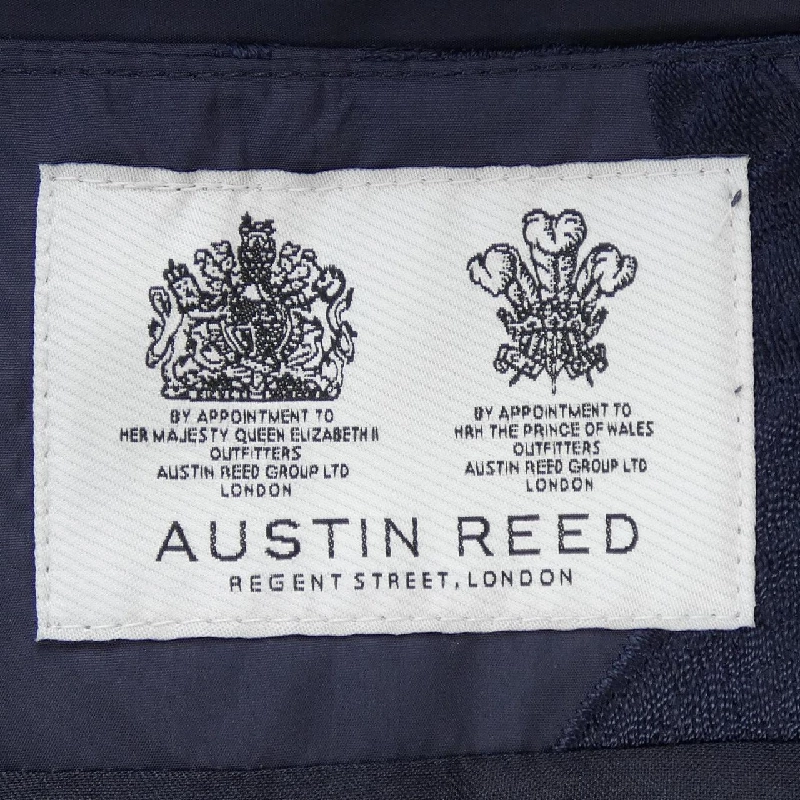 BY APPOINTMENT TO
HER MAJESTY QUEEN ELIZABETH II
OUTFITTERS
AUSTIN REED GROUP LTD
LONDON
BY APPOINTMENT TO
HRH THE PRINCE OF WALES
OUTFITTERS
AUSTIN REED GROUP LTD
LONDON
AUSTIN REED
REGENT STREET, LONDON